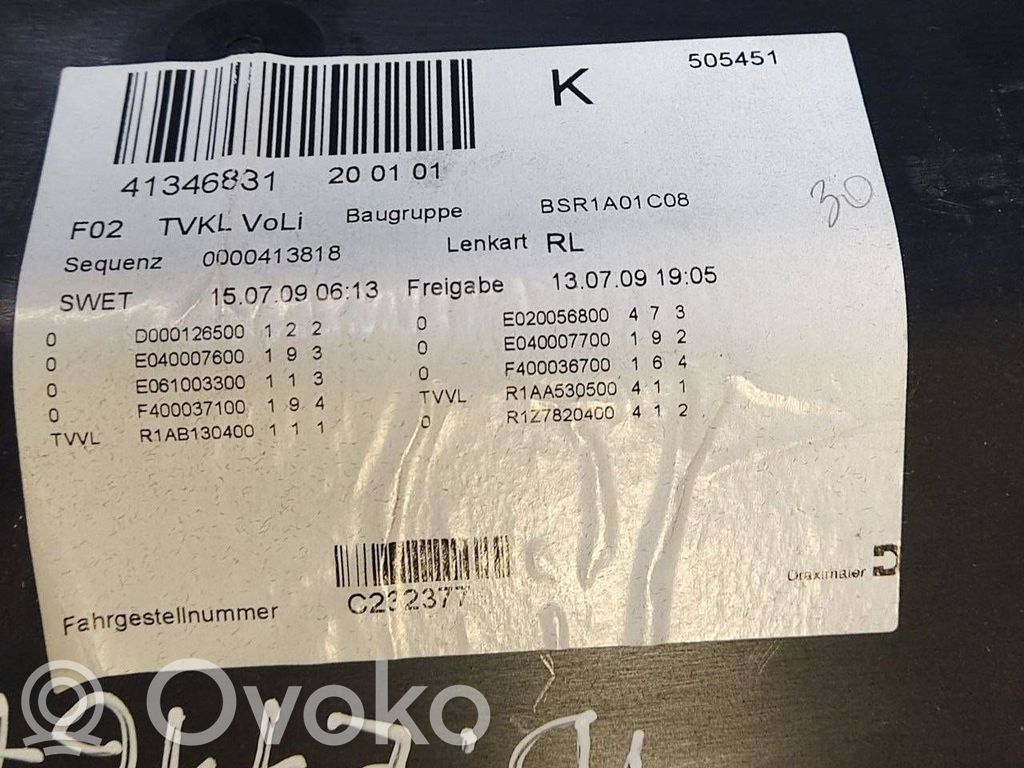 K 505451
41346831 20 01 01
F02 TVKL VoLi Baugruppe BSR1A01C08
Sequenz 0000413818 Lenkart RL
SWET 15.07.09 06:13 Freigabe 13.07.09 19:05
0 D000126500 1 2 2 0 E020056800 4 7 3
0 E040007600 1 9 3 0 E040007700 1 9 2
0 E061003300 1 1 3 0 F400036700 1 6 4
0 F400037100 1 9 4 TVVL R1AA530500 4 1 1
TVVL R1AB130400 1 1 1 0 R1Z7820400 4 1 2
30
Fahrgestellnummer C232377
Dräxlmaier
Ovoko